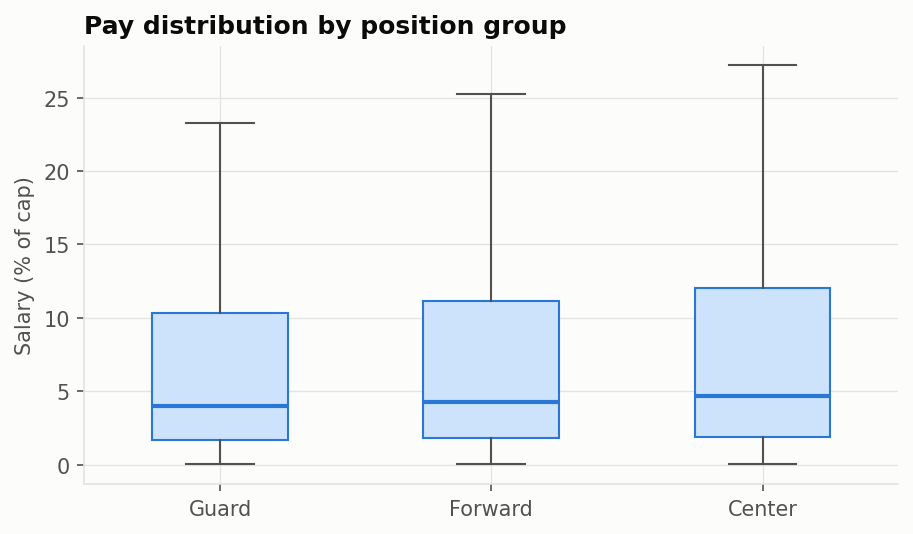 Pay distribution by position group
Salary (% of cap)
25
20
15
10
5
0
Guard
Forward
Center